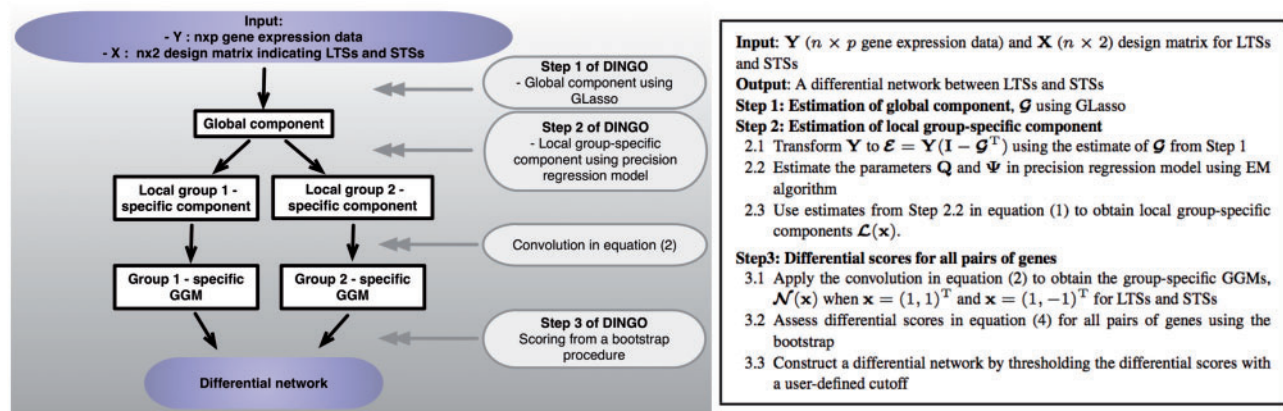 Input:
- Y : nxp gene expression data
- X : nx2 design matrix indicating LTSs and STSs
Step 1 of DINGO
- Global component using
GLasso
Global component
Step 2 of DINGO
- Local group-specific
component using precision
regression model
Local group 1 -
specific component
Local group 2 -
specific component
Convolution in equation (2)
Group 1 - specific
GGM
Group 2 - specific
GGM
Step 3 of DINGO
Scoring from a bootstrap
procedure
Differential network
Input: Y (n × p gene expression data) and X (n × 2) design matrix for LTSs
and STSs
Output: A differential network between LTSs and STSs
Step 1: Estimation of global component, 𝓖 using GLasso
Step 2: Estimation of local group-specific component
2.1 Transform Y to 𝓔 = Y(I − 𝓖ᵀ) using the estimate of 𝓖 from Step 1
2.2 Estimate the parameters Q and Ψ in precision regression model using EM
algorithm
2.3 Use estimates from Step 2.2 in equation (1) to obtain local group-specific
components 𝓛(x).
Step3: Differential scores for all pairs of genes
3.1 Apply the convolution in equation (2) to obtain the group-specific GGMs,
𝓝(x) when x = (1, 1)ᵀ and x = (1, −1)ᵀ for LTSs and STSs
3.2 Assess differential scores in equation (4) for all pairs of genes using the
bootstrap
3.3 Construct a differential network by thresholding the differential scores with
a user-defined cutoff